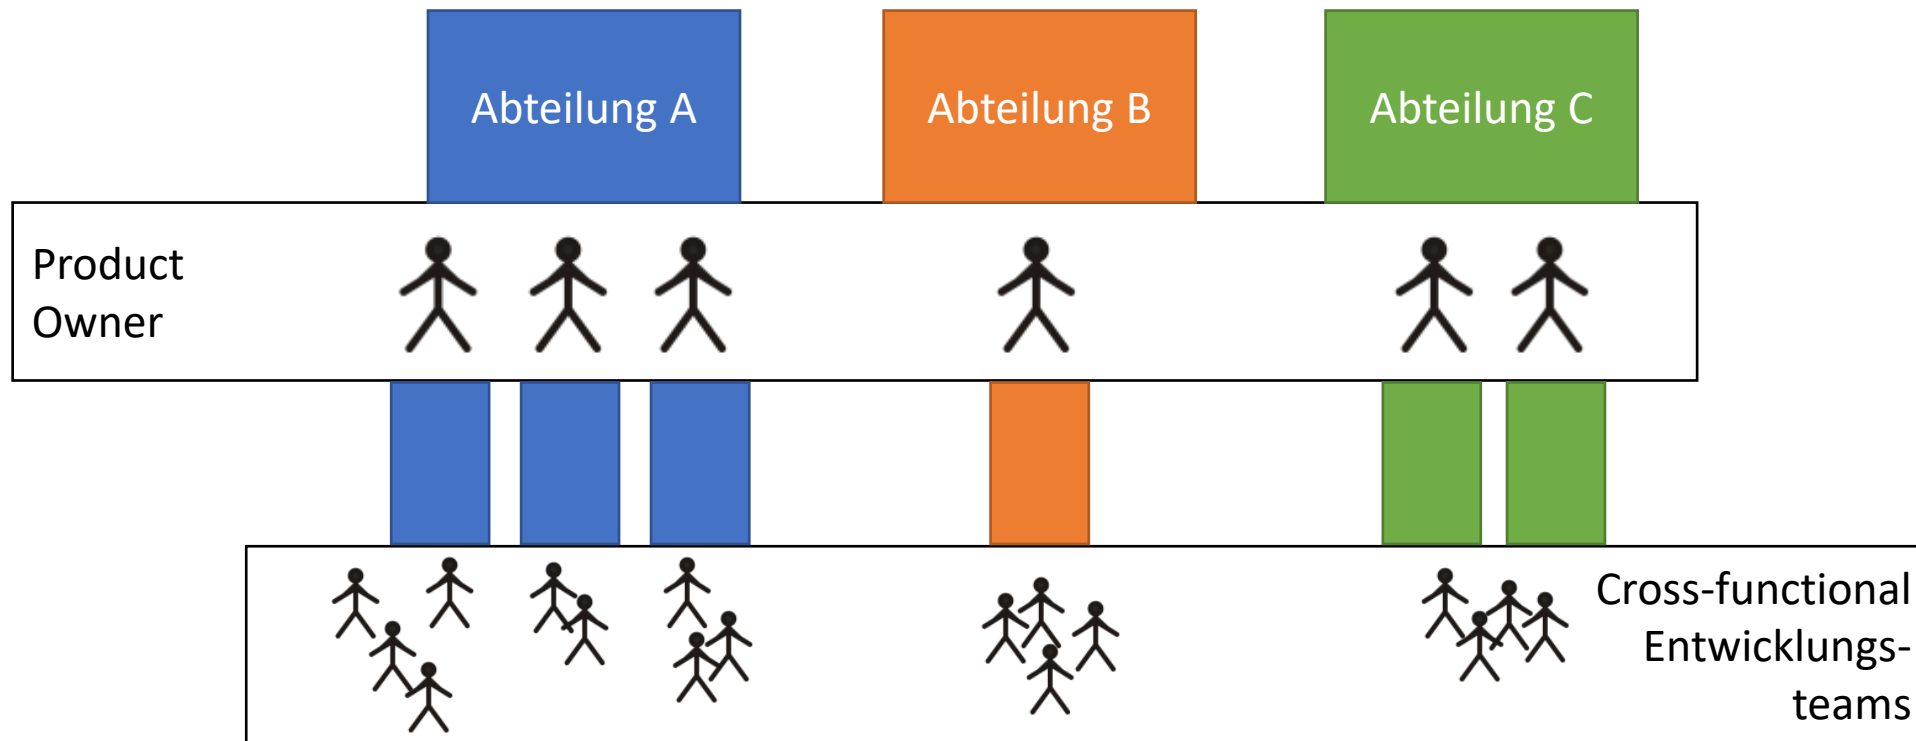 Abteilung A
Abteilung B
Abteilung C
Product
Owner
Cross-functional
Entwicklungs-
teams